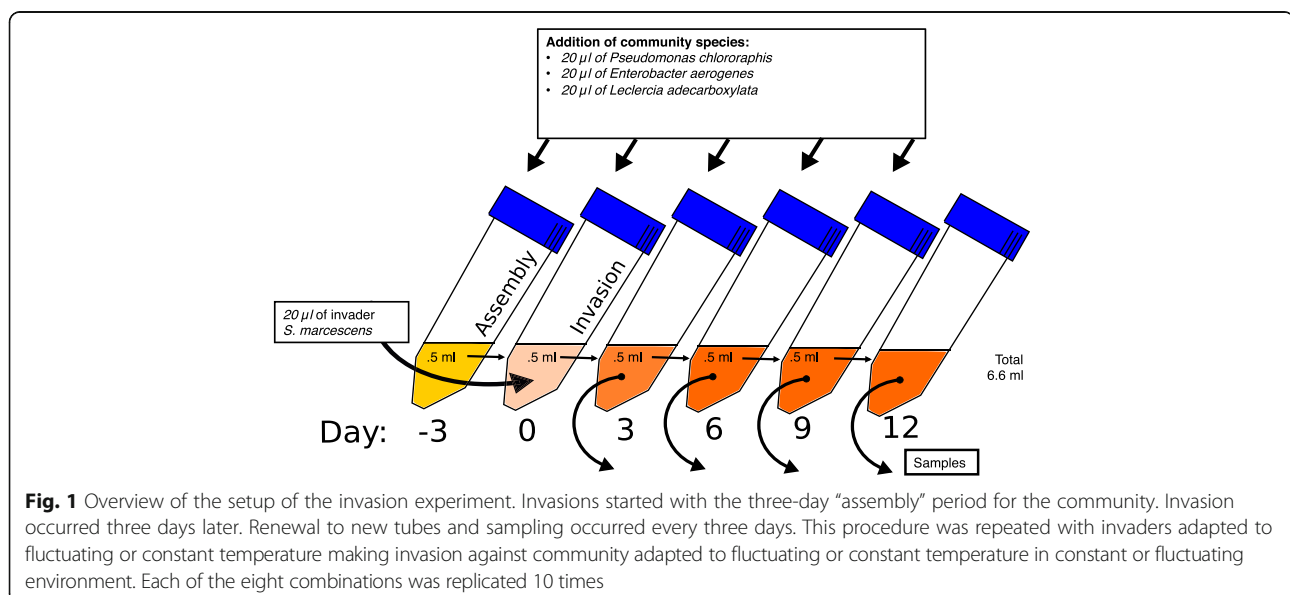 Addition of community species:
• 20 µl of Pseudomonas chlororaphis
• 20 µl of Enterobacter aerogenes
• 20 µl of Leclercia adecarboxylata
Assembly
Invasion
20 µl of invader
S. marcescens
.5 ml
.5 ml
.5 ml
.5 ml
.5 ml
Total
6.6 ml
Day: -3 0 3 6 9 12
Samples
Fig. 1 Overview of the setup of the invasion experiment. Invasions started with the three-day “assembly” period for the community. Invasion
occurred three days later. Renewal to new tubes and sampling occurred every three days. This procedure was repeated with invaders adapted to
fluctuating or constant temperature making invasion against community adapted to fluctuating or constant temperature in constant or fluctuating
environment. Each of the eight combinations was replicated 10 times